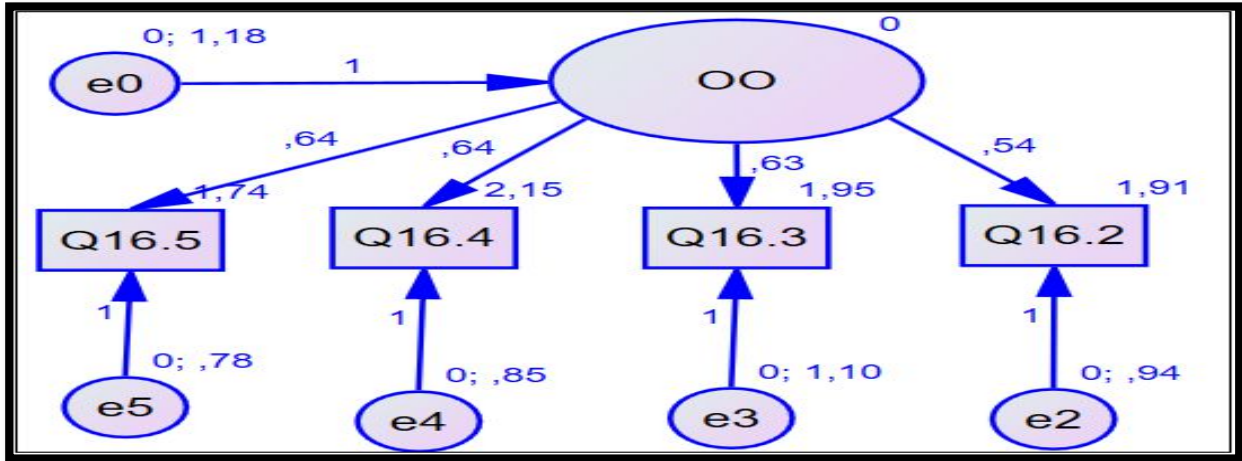 0; 1,18
0
e0
1
OO
,64
,64
,63
,54
1,74
2,15
1,95
1,91
Q16.5
Q16.4
Q16.3
Q16.2
1
1
1
1
0; ,78
0; ,85
0; 1,10
0; ,94
e5
e4
e3
e2